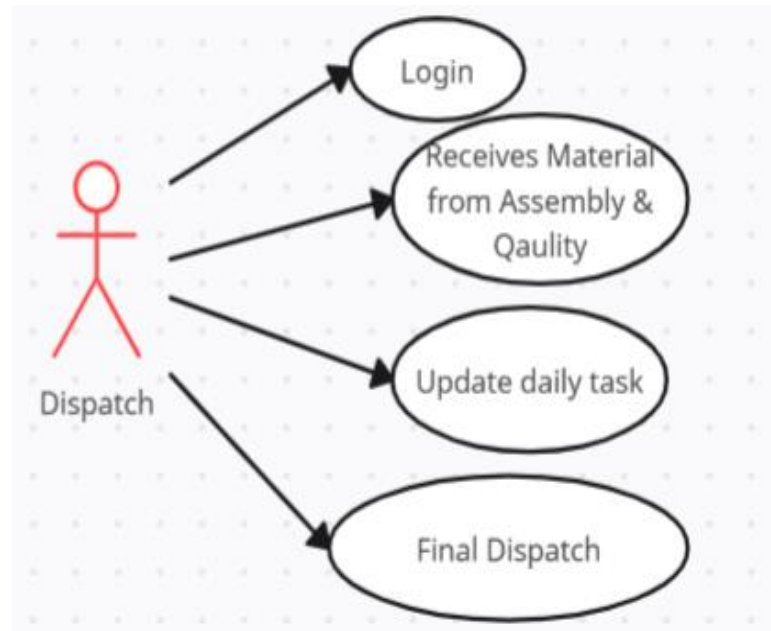 Login
Receives Material
from Assembly &
Qaulity
Update daily task
Dispatch
Final Dispatch